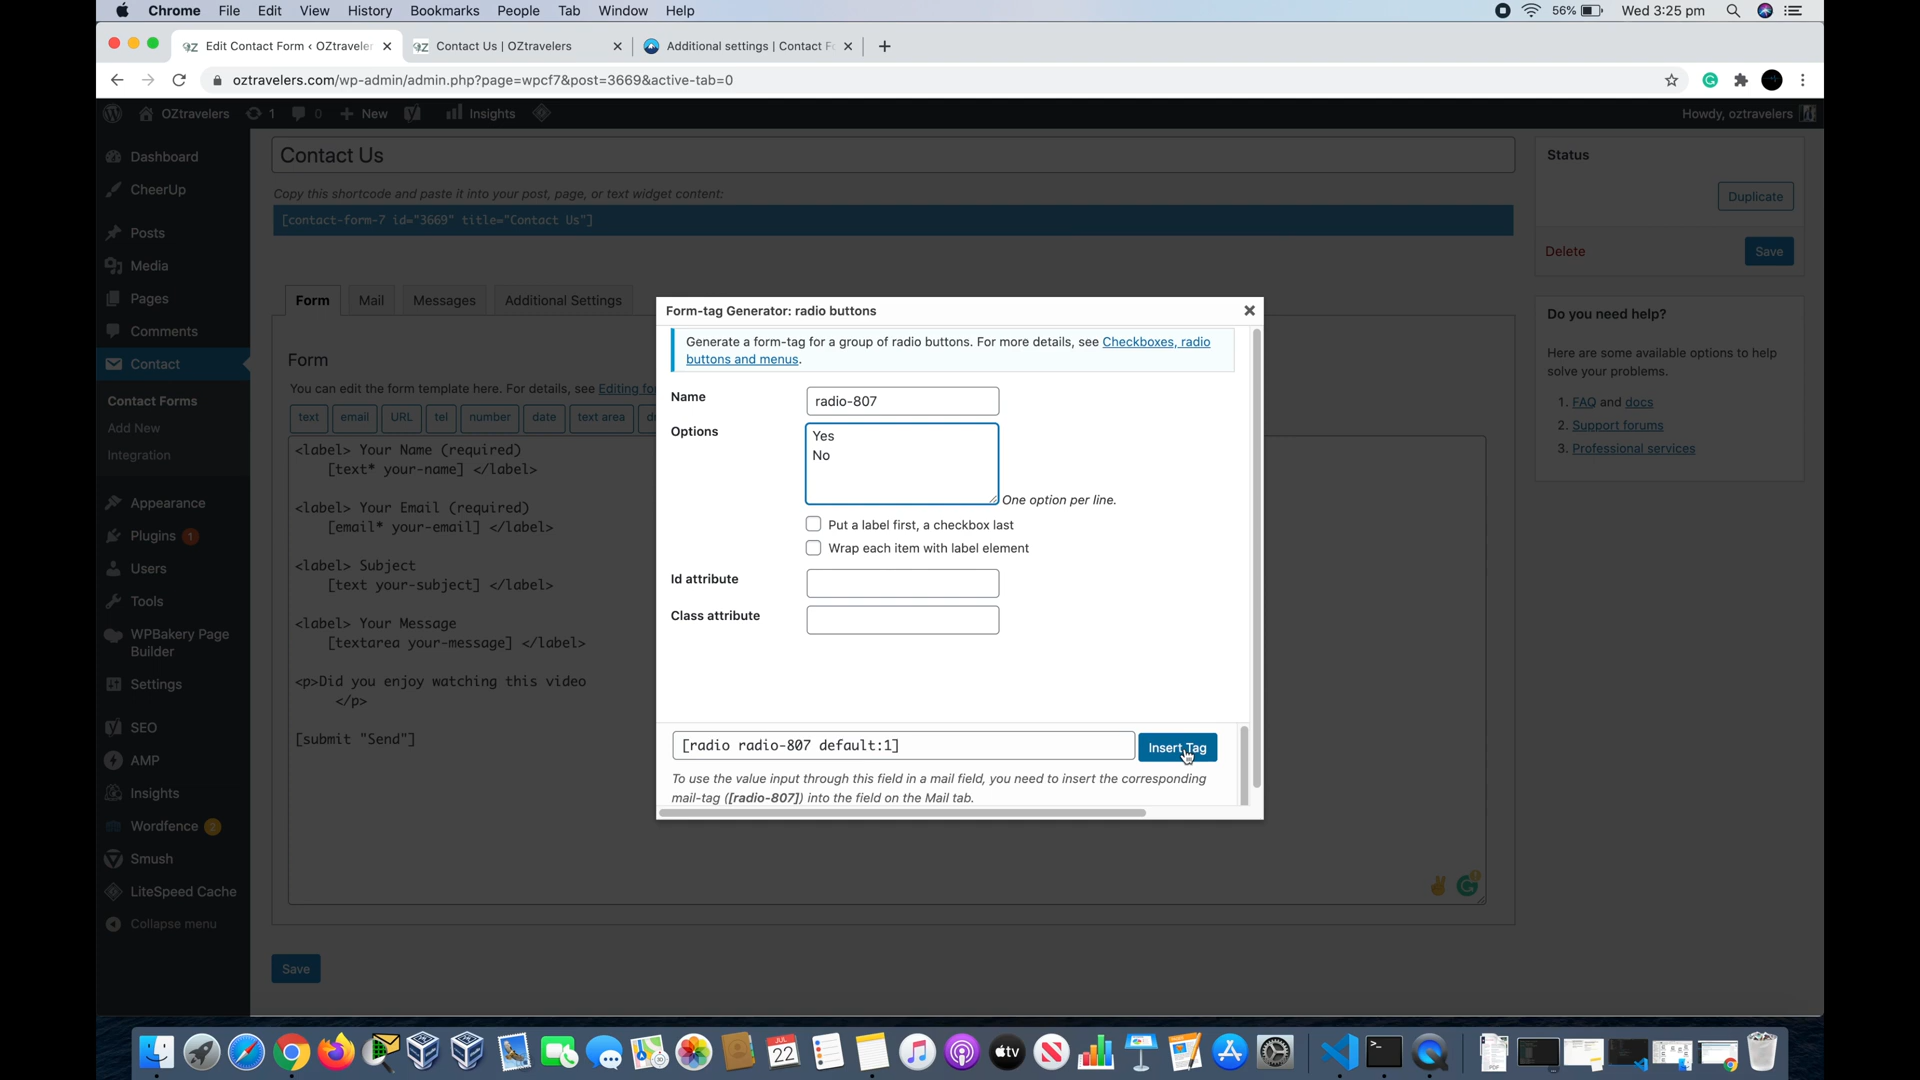 Chrome File Edit View History Bookmarks People Tab Window Help 56% Wed 3:25 pm
Edit Contact Form ‹ OZtraveler Contact Us | OZtravelers Additional settings | Contact F
oztravelers.com/wp-admin/admin.php?page=wpcf7&post=3669&active-tab=0
OZtravelers 1 0 New Insights Howdy, oztravelers
Dashboard
CheerUp
Posts
Media
Pages
Comments
Contact
Contact Forms
Add New
Integration
Appearance
Plugins 1
Users
Tools
WPBakery Page
Builder
Settings
SEO
AMP
Insights
Wordfence 2
Smush
LiteSpeed Cache
Collapse menu
Contact Us
Copy this shortcode and paste it into your post, page, or text widget content:
[contact-form-7 id="3669" title="Contact Us"]
Form Mail Messages Additional Settings
Form
You can edit the form template here. For details, see Editing fo
text email URL tel number date text area
<label> Your Name (required)
[text* your-name] </label>
<label> Your Email (required)
[email* your-email] </label>
<label> Subject
[text your-subject] </label>
<label> Your Message
[textarea your-message] </label>
<p>Did you enjoy watching this video
</p>
[submit "Send"]
Save
Form-tag Generator: radio buttons
Generate a form-tag for a group of radio buttons. For more details, see Checkboxes, radio
buttons and menus.
Name radio-807
Options
Yes
No
One option per line.
Put a label first, a checkbox last
Wrap each item with label element
Id attribute
Class attribute
[radio radio-807 default:1] Insert Tag
To use the value input through this field in a mail field, you need to insert the corresponding
mail-tag ([radio-807]) into the field on the Mail tab.
Status
Duplicate
Delete Save
Do you need help?
Here are some available options to help
solve your problems.
1. FAQ and docs
2. Support forums
3. Professional services
JUL
22
tv
PDF